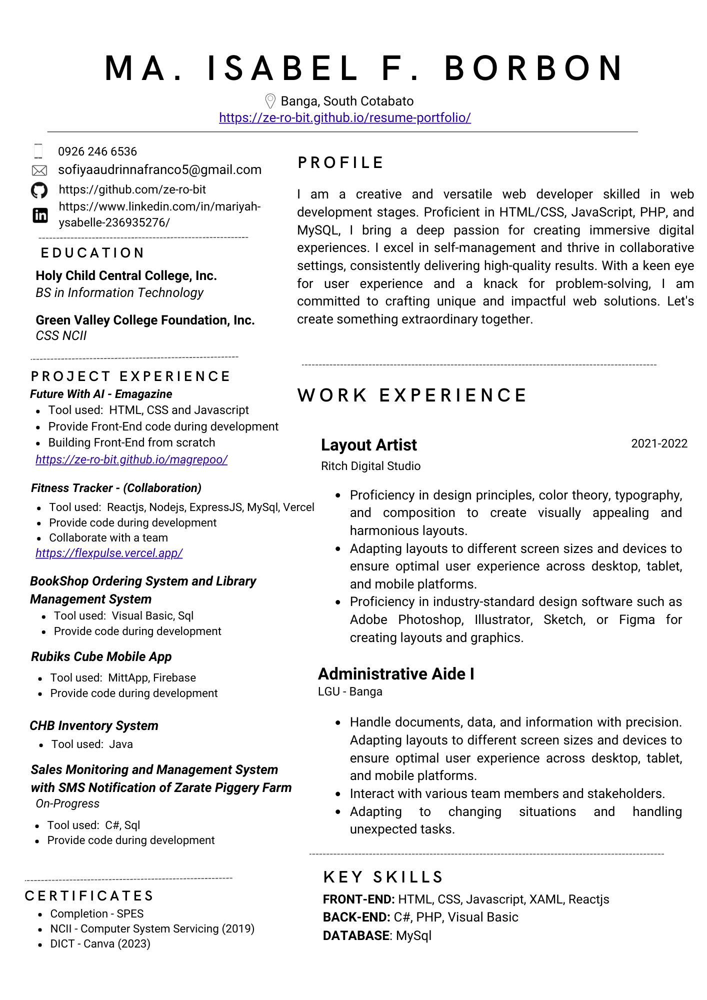 MA. ISABEL F. BORBON
Banga, South Cotabato
https://ze-ro-bit.github.io/resume-portfolio/
0926 246 6536
sofiyaaudrinnafranco5@gmail.com
https://github.com/ze-ro-bit
https://www.linkedin.com/in/mariyah-
ysabelle-236935276/
EDUCATION
Holy Child Central College, Inc.
BS in Information Technology
Green Valley College Foundation, Inc.
CSS NCII
PROJECT EXPERIENCE
Future With AI - Emagazine
• Tool used:  HTML, CSS and Javascript
• Provide Front-End code during development
• Building Front-End from scratch
https://ze-ro-bit.github.io/magrepoo/
Fitness Tracker - (Collaboration)
• Tool used:  Reactjs, Nodejs, ExpressJS, MySql, Vercel
• Provide code during development
• Collaborate with a team
https://flexpulse.vercel.app/
BookShop Ordering System and Library
Management System
• Tool used:  Visual Basic, Sql
• Provide code during development
Rubiks Cube Mobile App
• Tool used:  MittApp, Firebase
• Provide code during development
CHB Inventory System
• Tool used:  Java
Sales Monitoring and Management System
with SMS Notification of Zarate Piggery Farm
On-Progress
• Tool used:  C#, Sql
• Provide code during development
CERTIFICATES
• Completion - SPES
• NCII - Computer System Servicing (2019)
• DICT - Canva (2023)
PROFILE
I am a creative and versatile web developer skilled in web
development stages. Proficient in HTML/CSS, JavaScript, PHP, and
MySQL, I bring a deep passion for creating immersive digital
experiences. I excel in self-management and thrive in collaborative
settings, consistently delivering high-quality results. With a keen eye
for user experience and a knack for problem-solving, I am
committed to crafting unique and impactful web solutions. Let's
create something extraordinary together.
WORK EXPERIENCE
Layout Artist 2021-2022
Ritch Digital Studio
• Proficiency in design principles, color theory, typography,
and composition to create visually appealing and
harmonious layouts.
• Adapting layouts to different screen sizes and devices to
ensure optimal user experience across desktop, tablet,
and mobile platforms.
• Proficiency in industry-standard design software such as
Adobe Photoshop, Illustrator, Sketch, or Figma for
creating layouts and graphics.
Administrative Aide I
LGU - Banga
• Handle documents, data, and information with precision.
Adapting layouts to different screen sizes and devices to
ensure optimal user experience across desktop, tablet,
and mobile platforms.
• Interact with various team members and stakeholders.
• Adapting to changing situations and handling
unexpected tasks.
KEY SKILLS
FRONT-END: HTML, CSS, Javascript, XAML, Reactjs
BACK-END: C#, PHP, Visual Basic
DATABASE: MySql